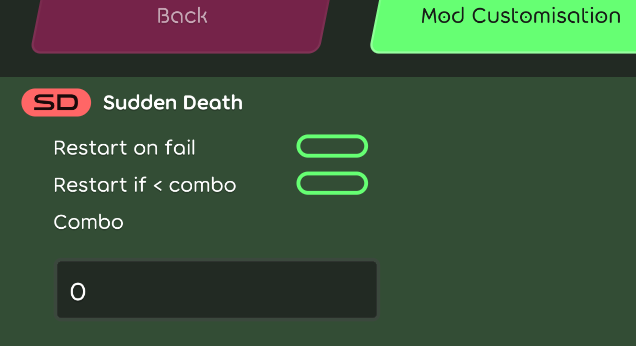 Back
Mod Customisation
SD Sudden Death
Restart on fail
Restart if < combo
Combo
0